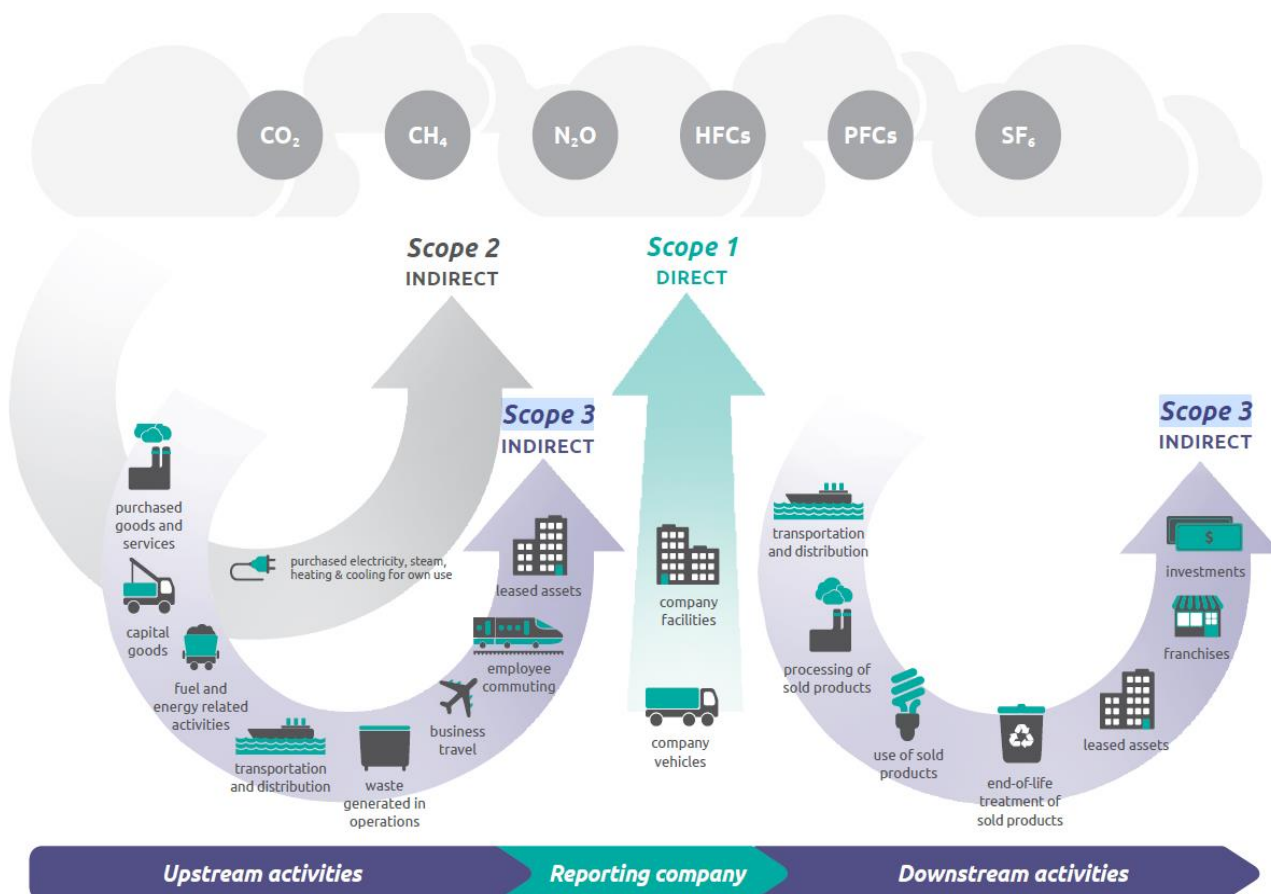 CO₂
CH₄
N₂O
HFCs
PFCs
SF₆
Scope 2
INDIRECT
Scope 1
DIRECT
Scope 3
INDIRECT
Scope 3
INDIRECT
purchased
goods and
services
capital
goods
fuel and
energy related
activities
purchased electricity, steam,
heating & cooling for own use
transportation
and distribution
waste
generated in
operations
business
travel
employee
commuting
leased assets
company
facilities
company
vehicles
transportation
and distribution
processing of
sold products
use of sold
products
end-of-life
treatment of
sold products
leased assets
franchises
$
investments
Upstream activities
Reporting company
Downstream activities